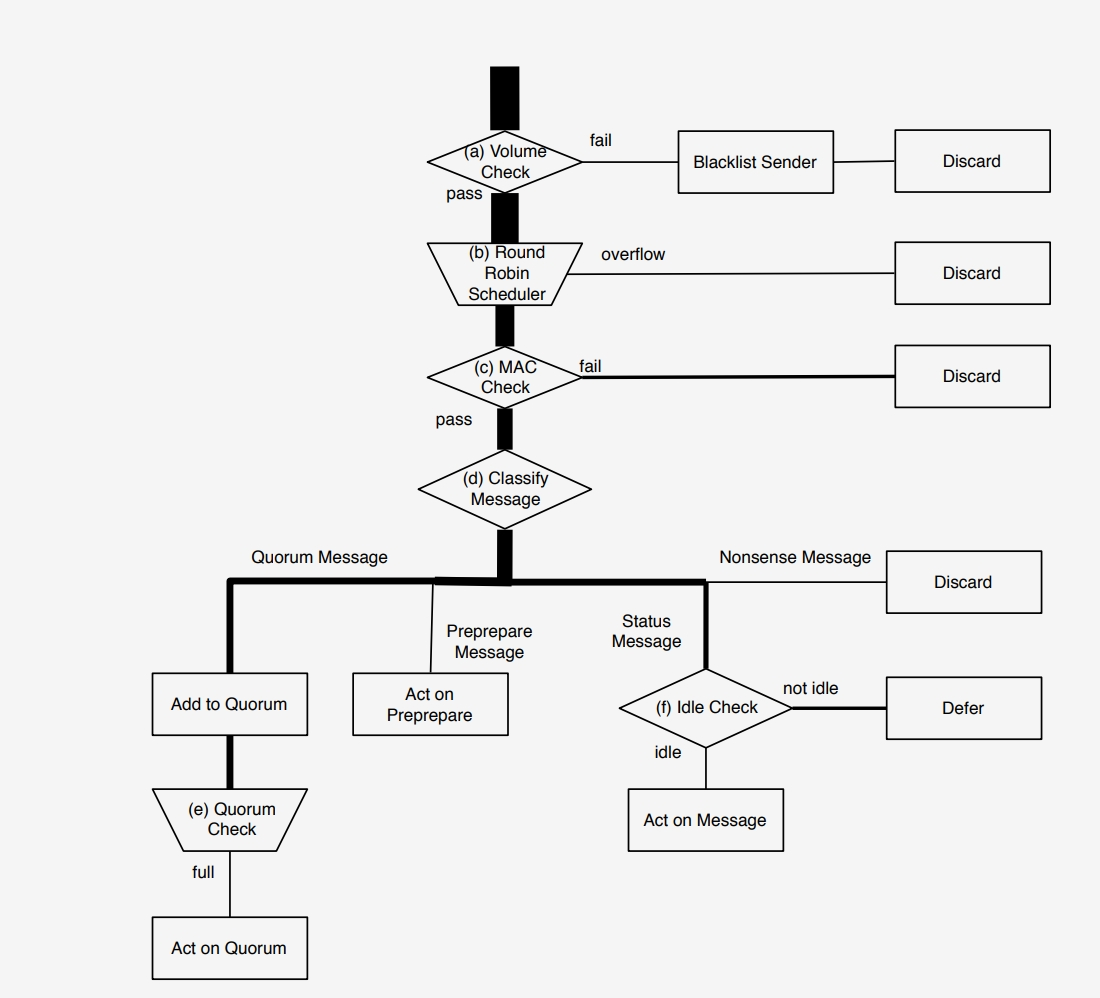 fail
(a) Volume
Check
Blacklist Sender
Discard
pass
(b) Round
Robin
Scheduler
overflow
Discard
(c) MAC
Check
fail
Discard
pass
(d) Classify
Message
Quorum Message
Nonsense Message
Discard
Preprepare
Message
Status
Message
Add to Quorum
Act on
Preprepare
(f) Idle Check
not idle
Defer
idle
(e) Quorum
Check
Act on Message
full
Act on Quorum